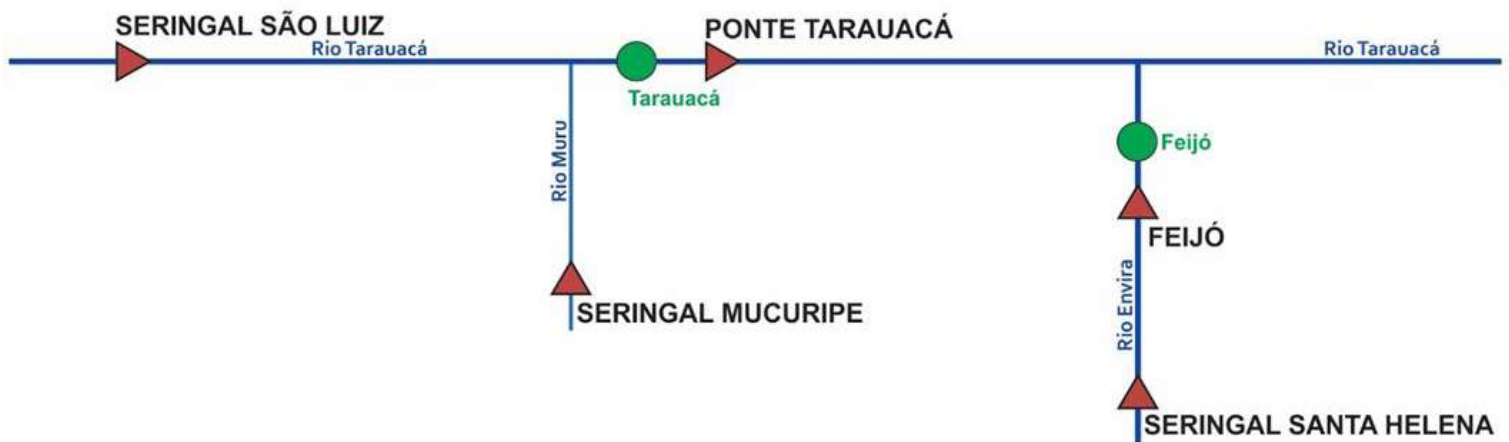 SERINGAL SÃO LUIZ
PONTE TARAUACÁ
Rio Tarauacá
Rio Tarauacá
Tarauacá
Rio Muru
Feijó
FEIJÓ
Rio Envira
SERINGAL MUCURIPE
SERINGAL SANTA HELENA